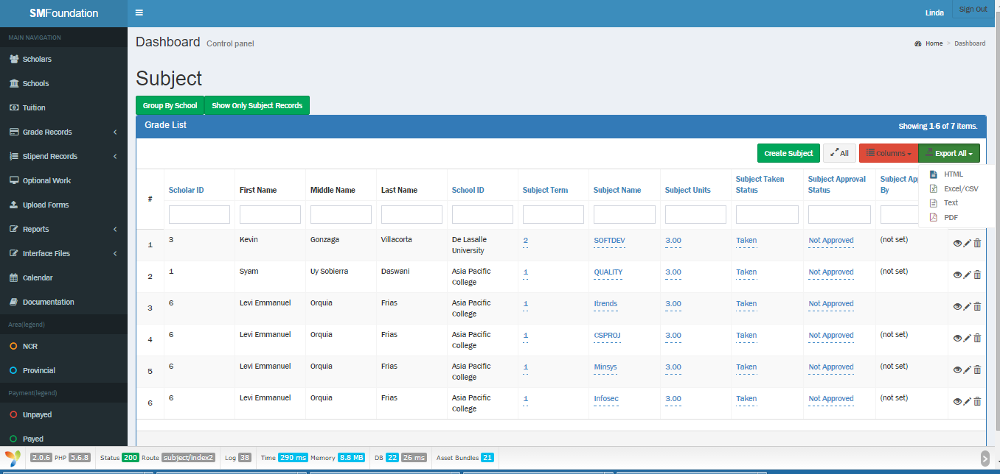 SMFoundation
Linda
Sign Out
MAIN NAVIGATION
Scholars
Schools
Tuition
Grade Records
Stipend Records
Optional Work
Upload Forms
Reports
Interface Files
Calendar
Documentation
Area(legend)
NCR
Provincial
Payment(legend)
Unpayed
Payed
Dashboard Control panel
Home > Dashboard
Subject
Group By School Show Only Subject Records
Grade List Showing 1-6 of 7 items.
Create Subject All Columns Export All
HTML
Excel/CSV
Text
PDF
# Scholar ID First Name Middle Name Last Name School ID Subject Term Subject Name Subject Units Subject Taken Status Subject Approval Status Subject Ap By
1 3 Kevin Gonzaga Villacorta De Lasalle University 2 SOFTDEV 3.00 Taken Not Approved (not set)
2 1 Syam Uy Sobierra Daswani Asia Pacific College 1 QUALITY 3.00 Taken Not Approved (not set)
3 6 Levi Emmanuel Orquia Frias Asia Pacific College 1 Itrends 3.00 Taken Not Approved
4 6 Levi Emmanuel Orquia Frias Asia Pacific College 1 CSPROJ 3.00 Taken Not Approved (not set)
5 6 Levi Emmanuel Orquia Frias Asia Pacific College 1 Minsys 3.00 Taken Not Approved (not set)
6 6 Levi Emmanuel Orquia Frias Asia Pacific College 1 Infosec 3.00 Taken Not Approved (not set)
2.0.6 PHP 5.6.8 Status 200 Route subject/index2 Log 38 Time 290 ms Memory 8.8 MB DB 22 26 ms Asset Bundles 21